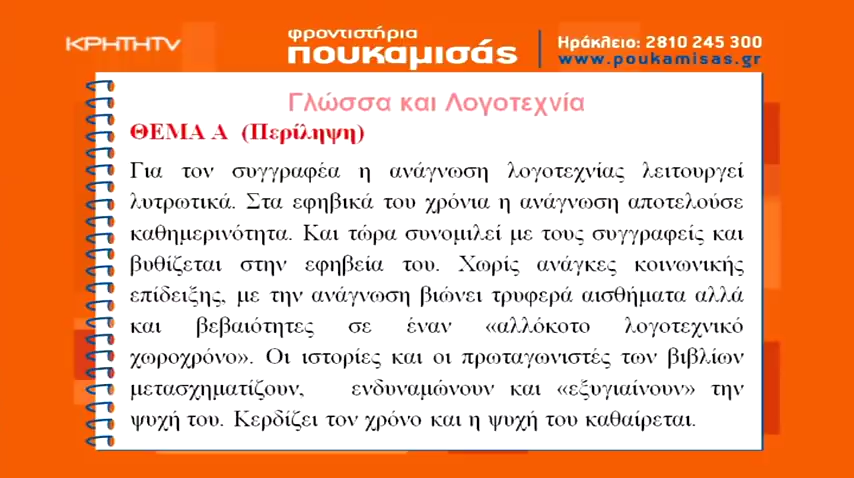 ΚΡΗΤΗTV
φροντιστήρια
πουκαμισάς
Ηράκλειο: 2810 245 300
www.poukamisas.gr
Γλώσσα και Λογοτεχνία
ΘΕΜΑ Α (Περίληψη)
Για τον συγγραφέα η ανάγνωση λογοτεχνίας λειτουργεί
λυτρωτικά. Στα εφηβικά του χρόνια η ανάγνωση αποτελούσε
καθημερινότητα. Και τώρα συνομιλεί με τους συγγραφείς και
βυθίζεται στην εφηβεία του. Χωρίς ανάγκες κοινωνικής
επίδειξης, με την ανάγνωση βιώνει τρυφερά αισθήματα αλλά
και βεβαιότητες σε έναν «αλλόκοτο λογοτεχνικό
χωροχρόνο». Οι ιστορίες και οι πρωταγωνιστές των βιβλίων
μετασχηματίζουν, ενδυναμώνουν και «εξυγιαίνουν» την
ψυχή του. Κερδίζει τον χρόνο και η ψυχή του καθαίρεται.